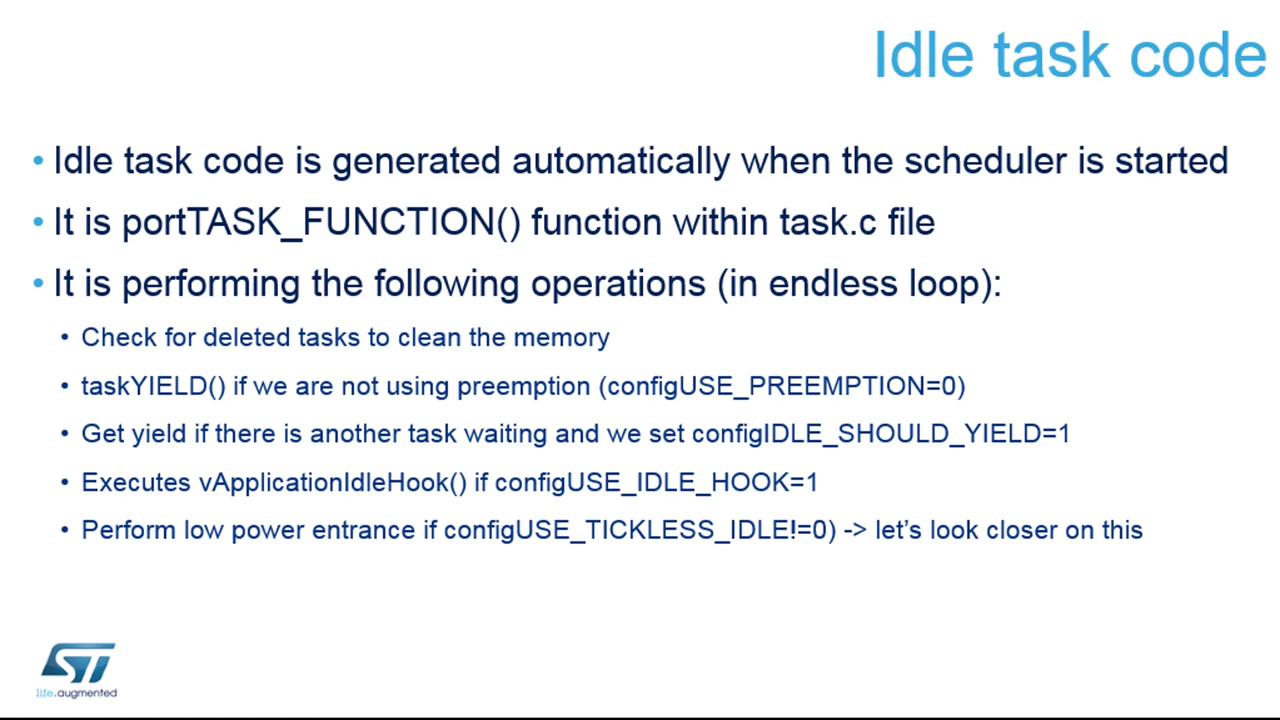 Idle task code
• Idle task code is generated automatically when the scheduler is started
• It is portTASK_FUNCTION() function within task.c file
• It is performing the following operations (in endless loop):
• Check for deleted tasks to clean the memory
• taskYIELD() if we are not using preemption (configUSE_PREEMPTION=0)
• Get yield if there is another task waiting and we set configIDLE_SHOULD_YIELD=1
• Executes vApplicationIdleHook() if configUSE_IDLE_HOOK=1
• Perform low power entrance if configUSE_TICKLESS_IDLE!=0) -> let's look closer on this
ST
life.augmented